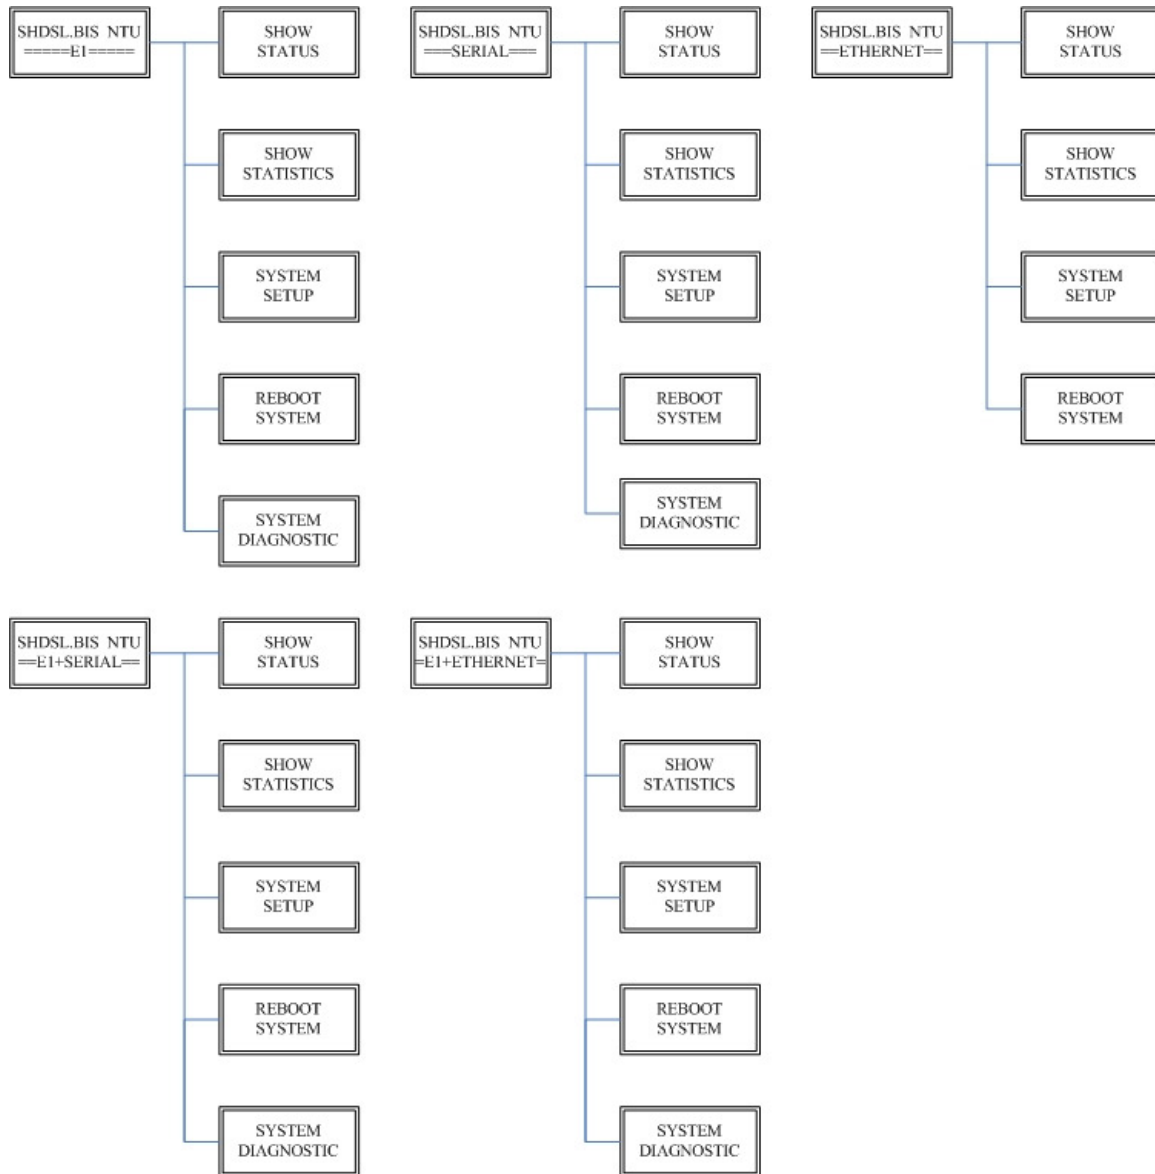 SHDSL.BIS NTU
=====E1=====
SHOW
STATUS
SHOW
STATISTICS
SYSTEM
SETUP
REBOOT
SYSTEM
SYSTEM
DIAGNOSTIC
SHDSL.BIS NTU
===SERIAL===
SHOW
STATUS
SHOW
STATISTICS
SYSTEM
SETUP
REBOOT
SYSTEM
SYSTEM
DIAGNOSTIC
SHDSL.BIS NTU
==ETHERNET==
SHOW
STATUS
SHOW
STATISTICS
SYSTEM
SETUP
REBOOT
SYSTEM
SHDSL.BIS NTU
==E1+SERIAL==
SHOW
STATUS
SHOW
STATISTICS
SYSTEM
SETUP
REBOOT
SYSTEM
SYSTEM
DIAGNOSTIC
SHDSL.BIS NTU
=E1+ETHERNET=
SHOW
STATUS
SHOW
STATISTICS
SYSTEM
SETUP
REBOOT
SYSTEM
SYSTEM
DIAGNOSTIC